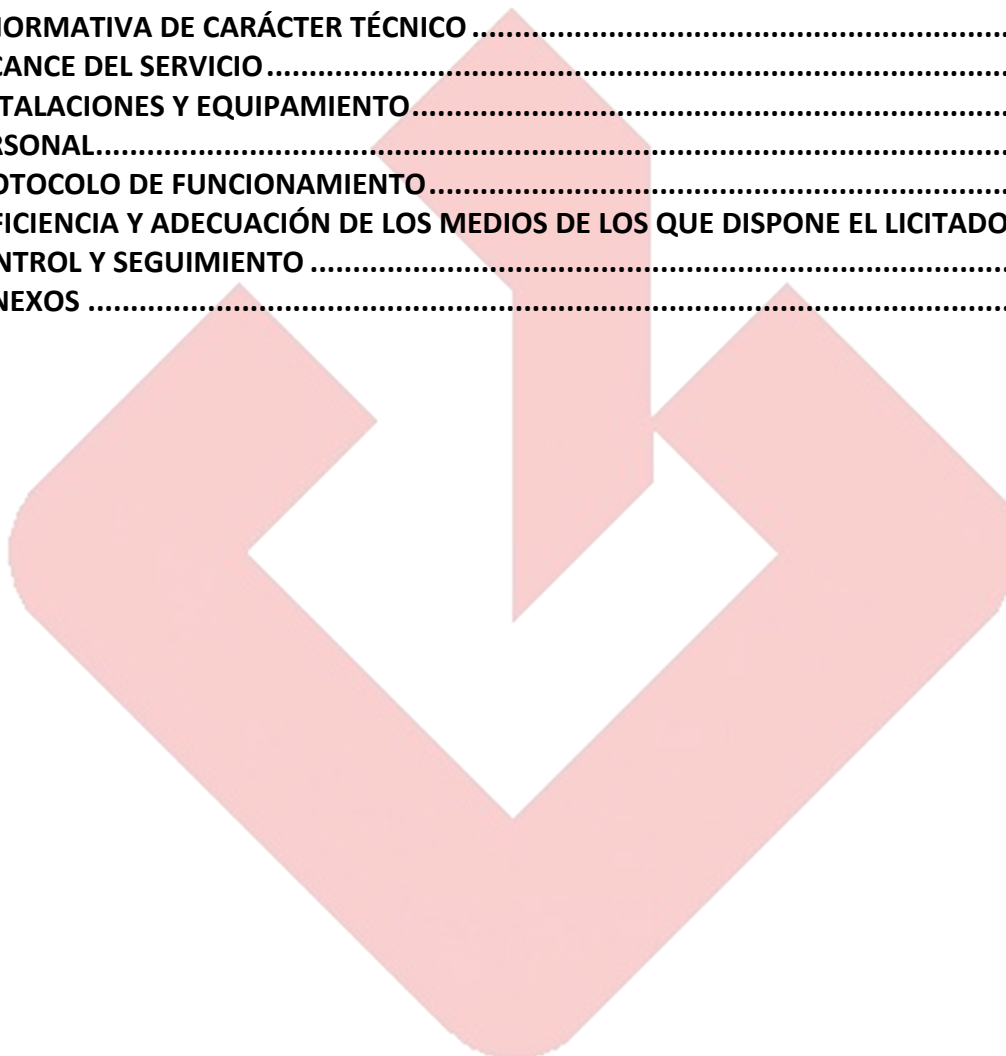 NORMATIVA DE CARÁCTER TÉCNICO
CANCE DEL SERVICIO
TALACIONES Y EQUIPAMIENTO
RSONAL
OTOCOLO DE FUNCIONAMIENTO
FICIENCIA Y ADECUACIÓN DE LOS MEDIOS DE LOS QUE DISPONE EL LICITADO
NTROL Y SEGUIMIENTO
NEXOS